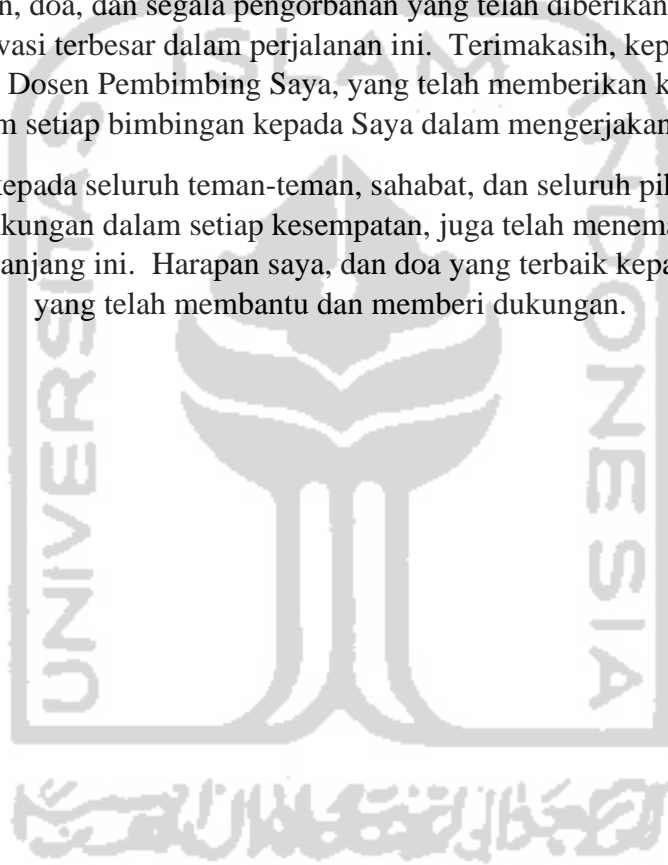 n, doa, dan segala pengorbanan yang telah diberikan
vasi terbesar dalam perjalanan ini. Terimakasih, kep
Dosen Pembimbing Saya, yang telah memberikan k
m setiap bimbingan kepada Saya dalam mengerjakan
kepada seluruh teman-teman, sahabat, dan seluruh pi
kungan dalam setiap kesempatan, juga telah menema
anjang ini. Harapan saya, dan doa yang terbaik kepa
yang telah membantu dan memberi dukungan.
ISLAM
UNIVERSITAS
INDONESIA